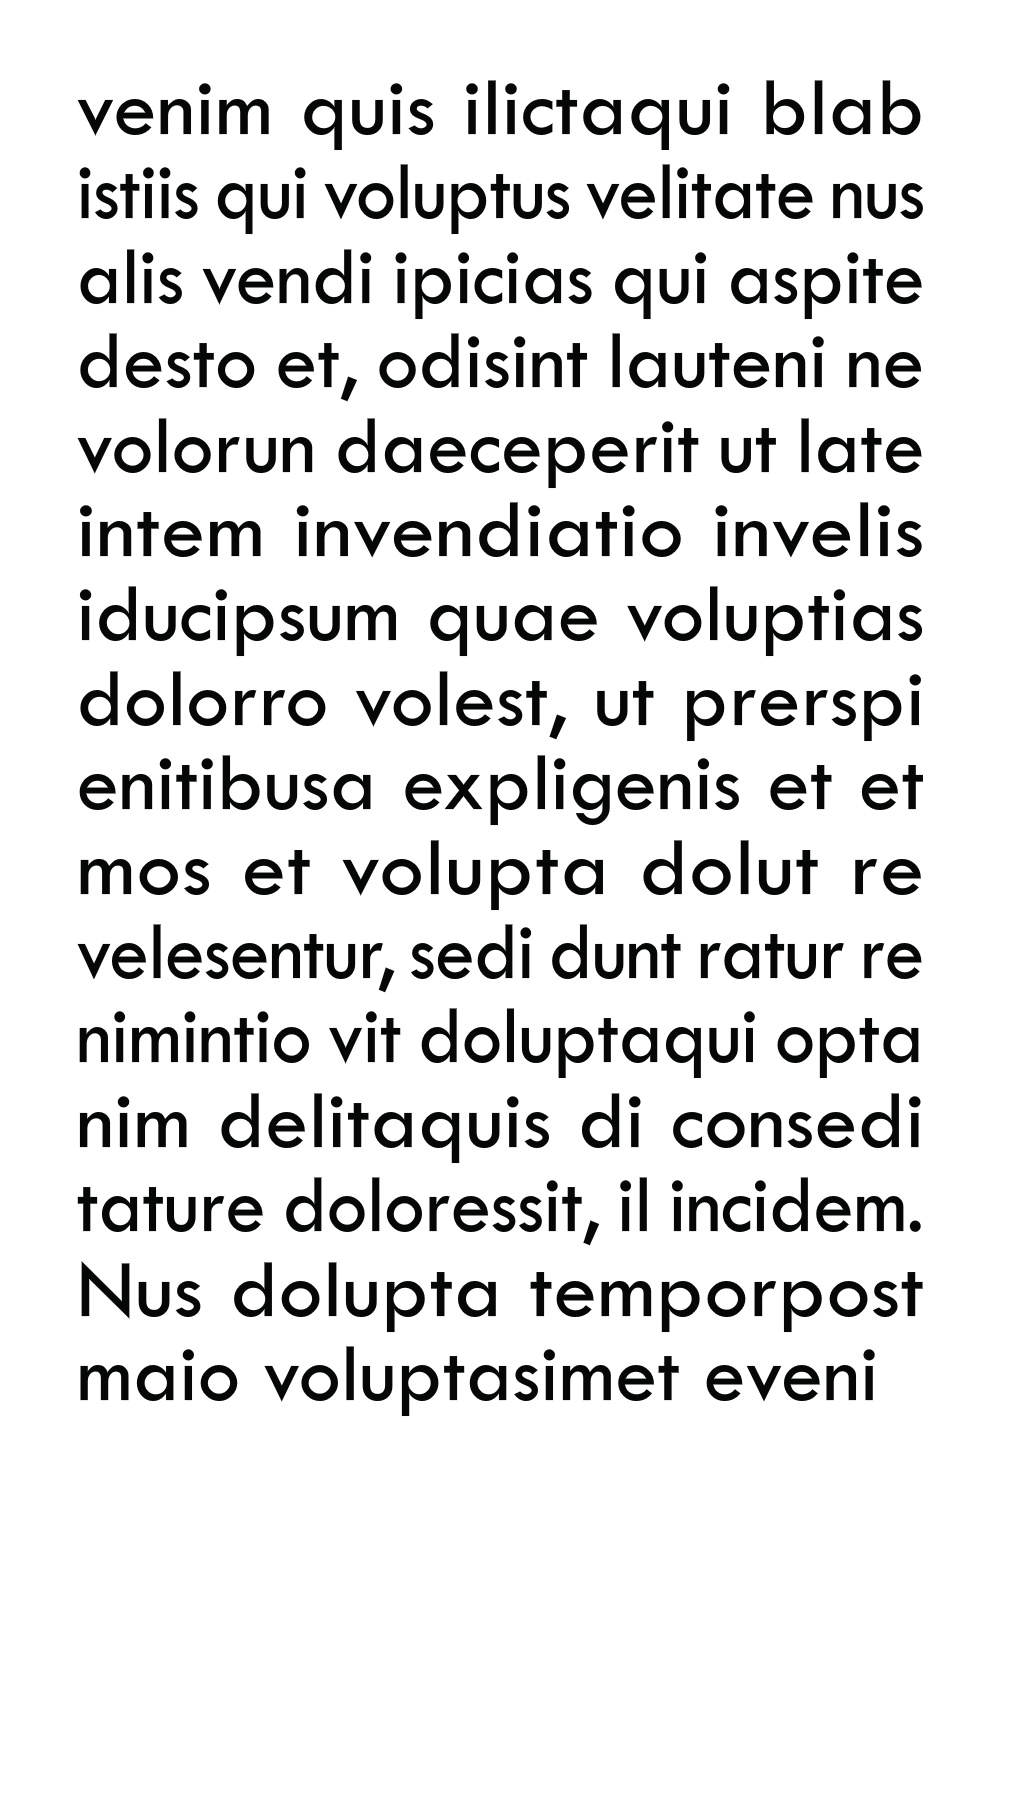 venim quis ilictaqui blab
istiis qui voluptus velitate nus
alis vendi ipicias qui aspite
desto et, odisint lauteni ne
volorun daeceperit ut late
intem invendiatio invelis
iducipsum quae voluptias
dolorro volest, ut prerspi
enitibusa expligenis et et
mos et volupta dolut re
velesentur, sedi dunt ratur re
nimintio vit doluptaqui opta
nim delitaquis di consedi
tature doloressit, il incidem.
Nus dolupta temporpost
maio voluptasimet eveni